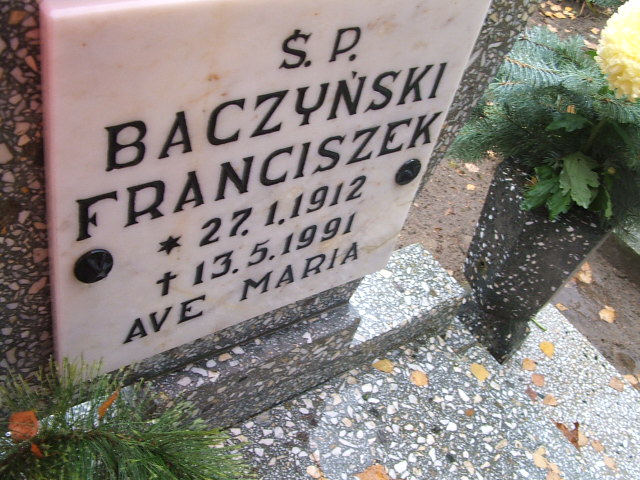 Ś. P.
BACZYŃSKI
FRANCISZEK
* 27.1.1912
† 13.5.1991
AVE MARIA